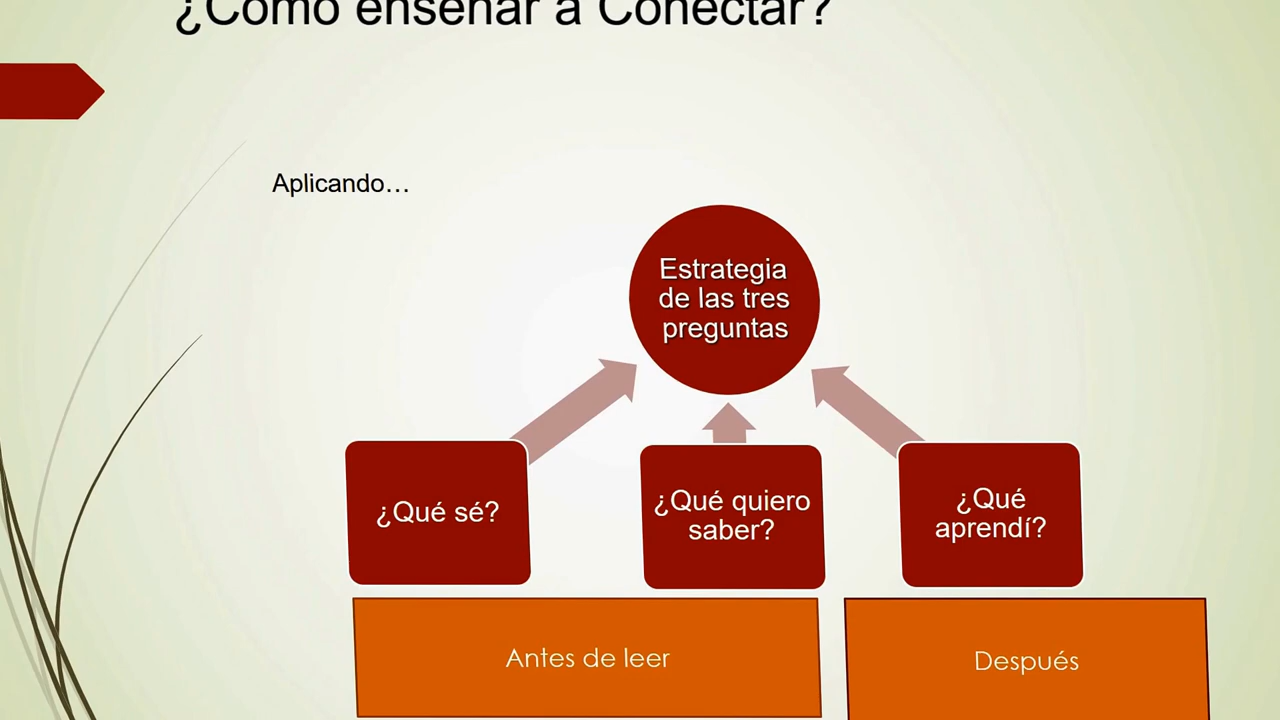 ¿Cómo enseñar a Conectar?
Aplicando…
Estrategia
de las tres
preguntas
¿Qué sé?
¿Qué quiero
saber?
¿Qué
aprendí?
Antes de leer
Después